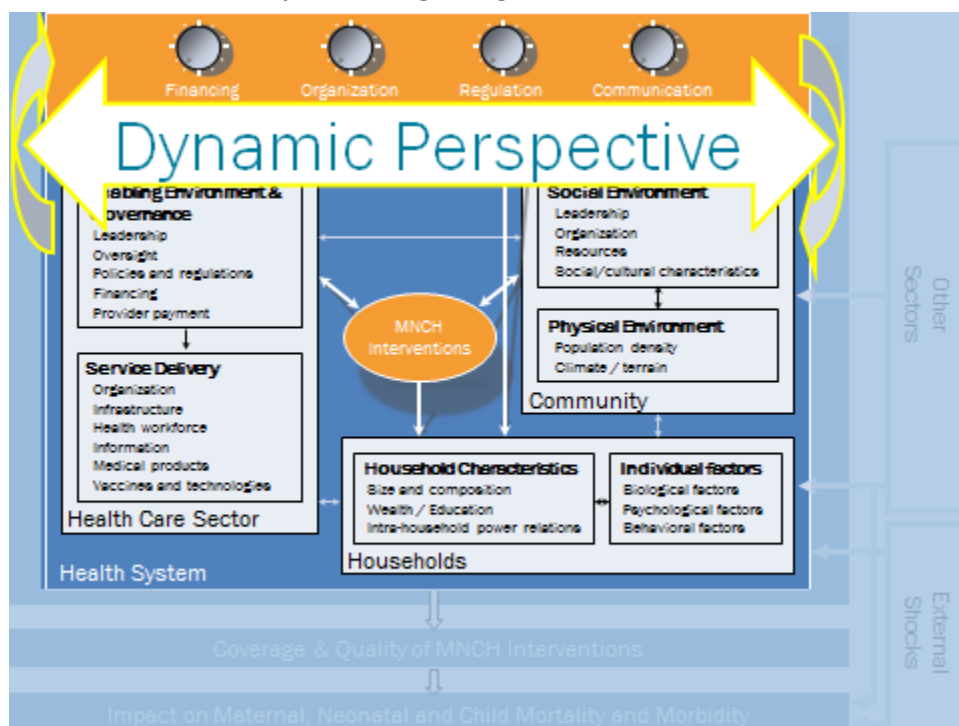 Financing
Organization
Regulation
Communication
Dynamic Perspective
Governance
Leadership
Oversight
Policies and regulations
Financing
Provider payment
Service Delivery
Organization
Infrastructure
Health workforce
Information
Medical products
Vaccines and technologies
Health Care Sector
MNCH
Interventions
Social Environment
Leadership
Organization
Resources
Social/cultural characteristics
Physical Environment
Population density
Climate / terrain
Community
Household Characteristics
Size and composition
Wealth / Education
Intra-household power relations
Individual factors
Biological factors
Psychological factors
Behavioral factors
Households
Health System
Other
Sectors
External
Shocks
Coverage & Quality of MNCH Interventions
Impact on Maternal, Neonatal and Child Mortality and Morbidity